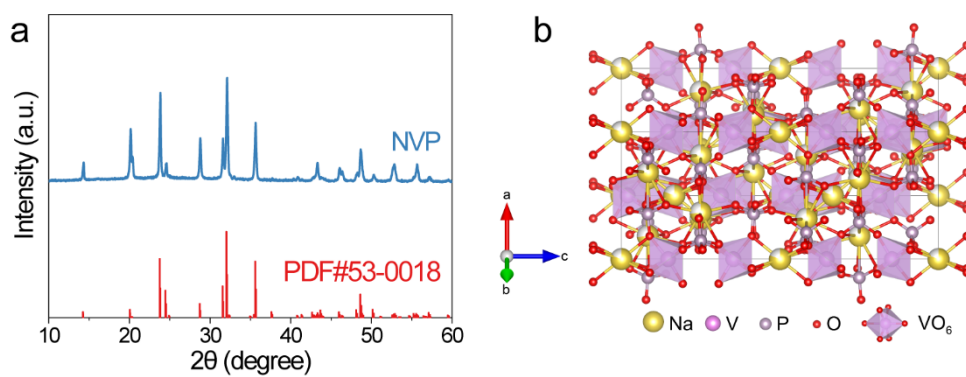 a
Intensity (a.u.)
NVP
PDF#53-0018
10 20 30 40 50 60
2θ (degree)
b
a
c
b
Na V P O VO6